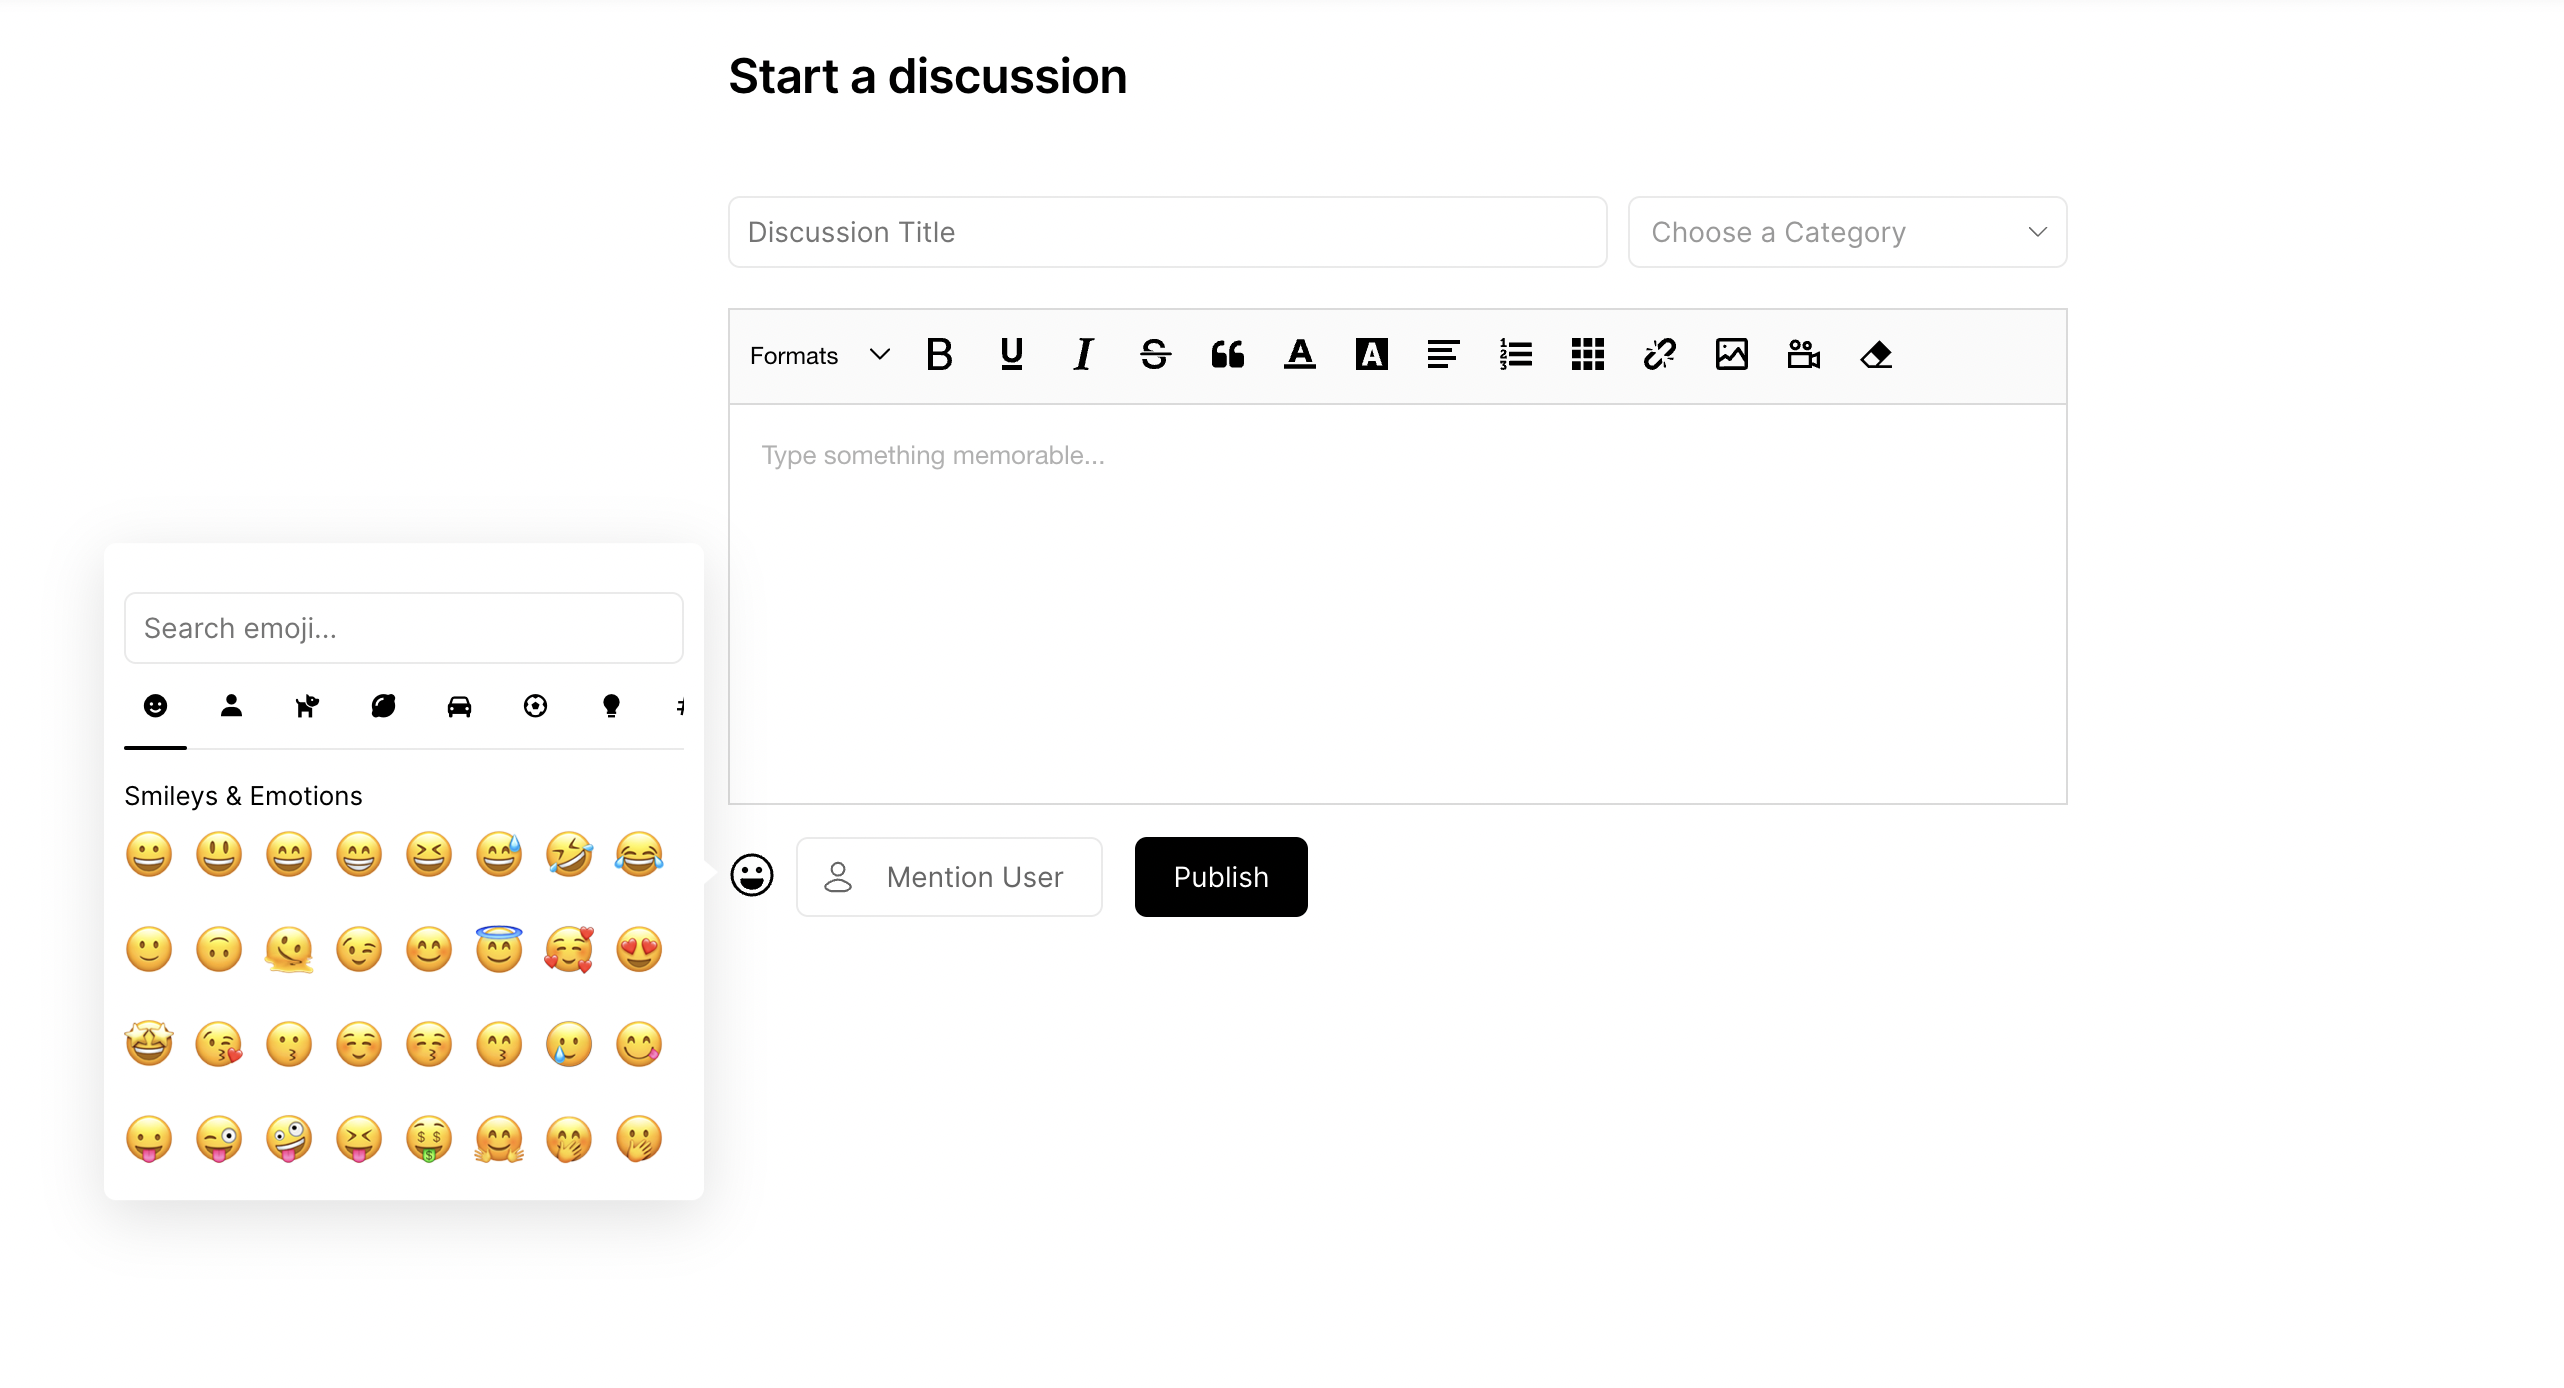 Start a discussion
Discussion Title
Choose a Category
Formats
Type something memorable...
Search emoji...
Smileys & Emotions
Mention User
Publish